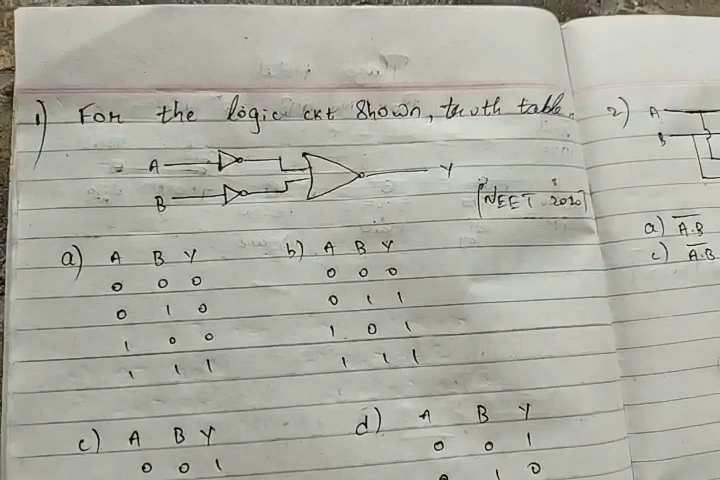 1) For the logic ckt shown, truth table.
A
B
Y
[NEET 2020]
a) A B Y
0 0 0
0 1 0
1 0 0
1 1 1
b) A B Y
0 0 0
0 1 1
1 0 1
1 1 1
c) A B Y
0 0 1
d) A B Y
0 0 1
0 1 0
2) A
B
a) A.B
c) A.B